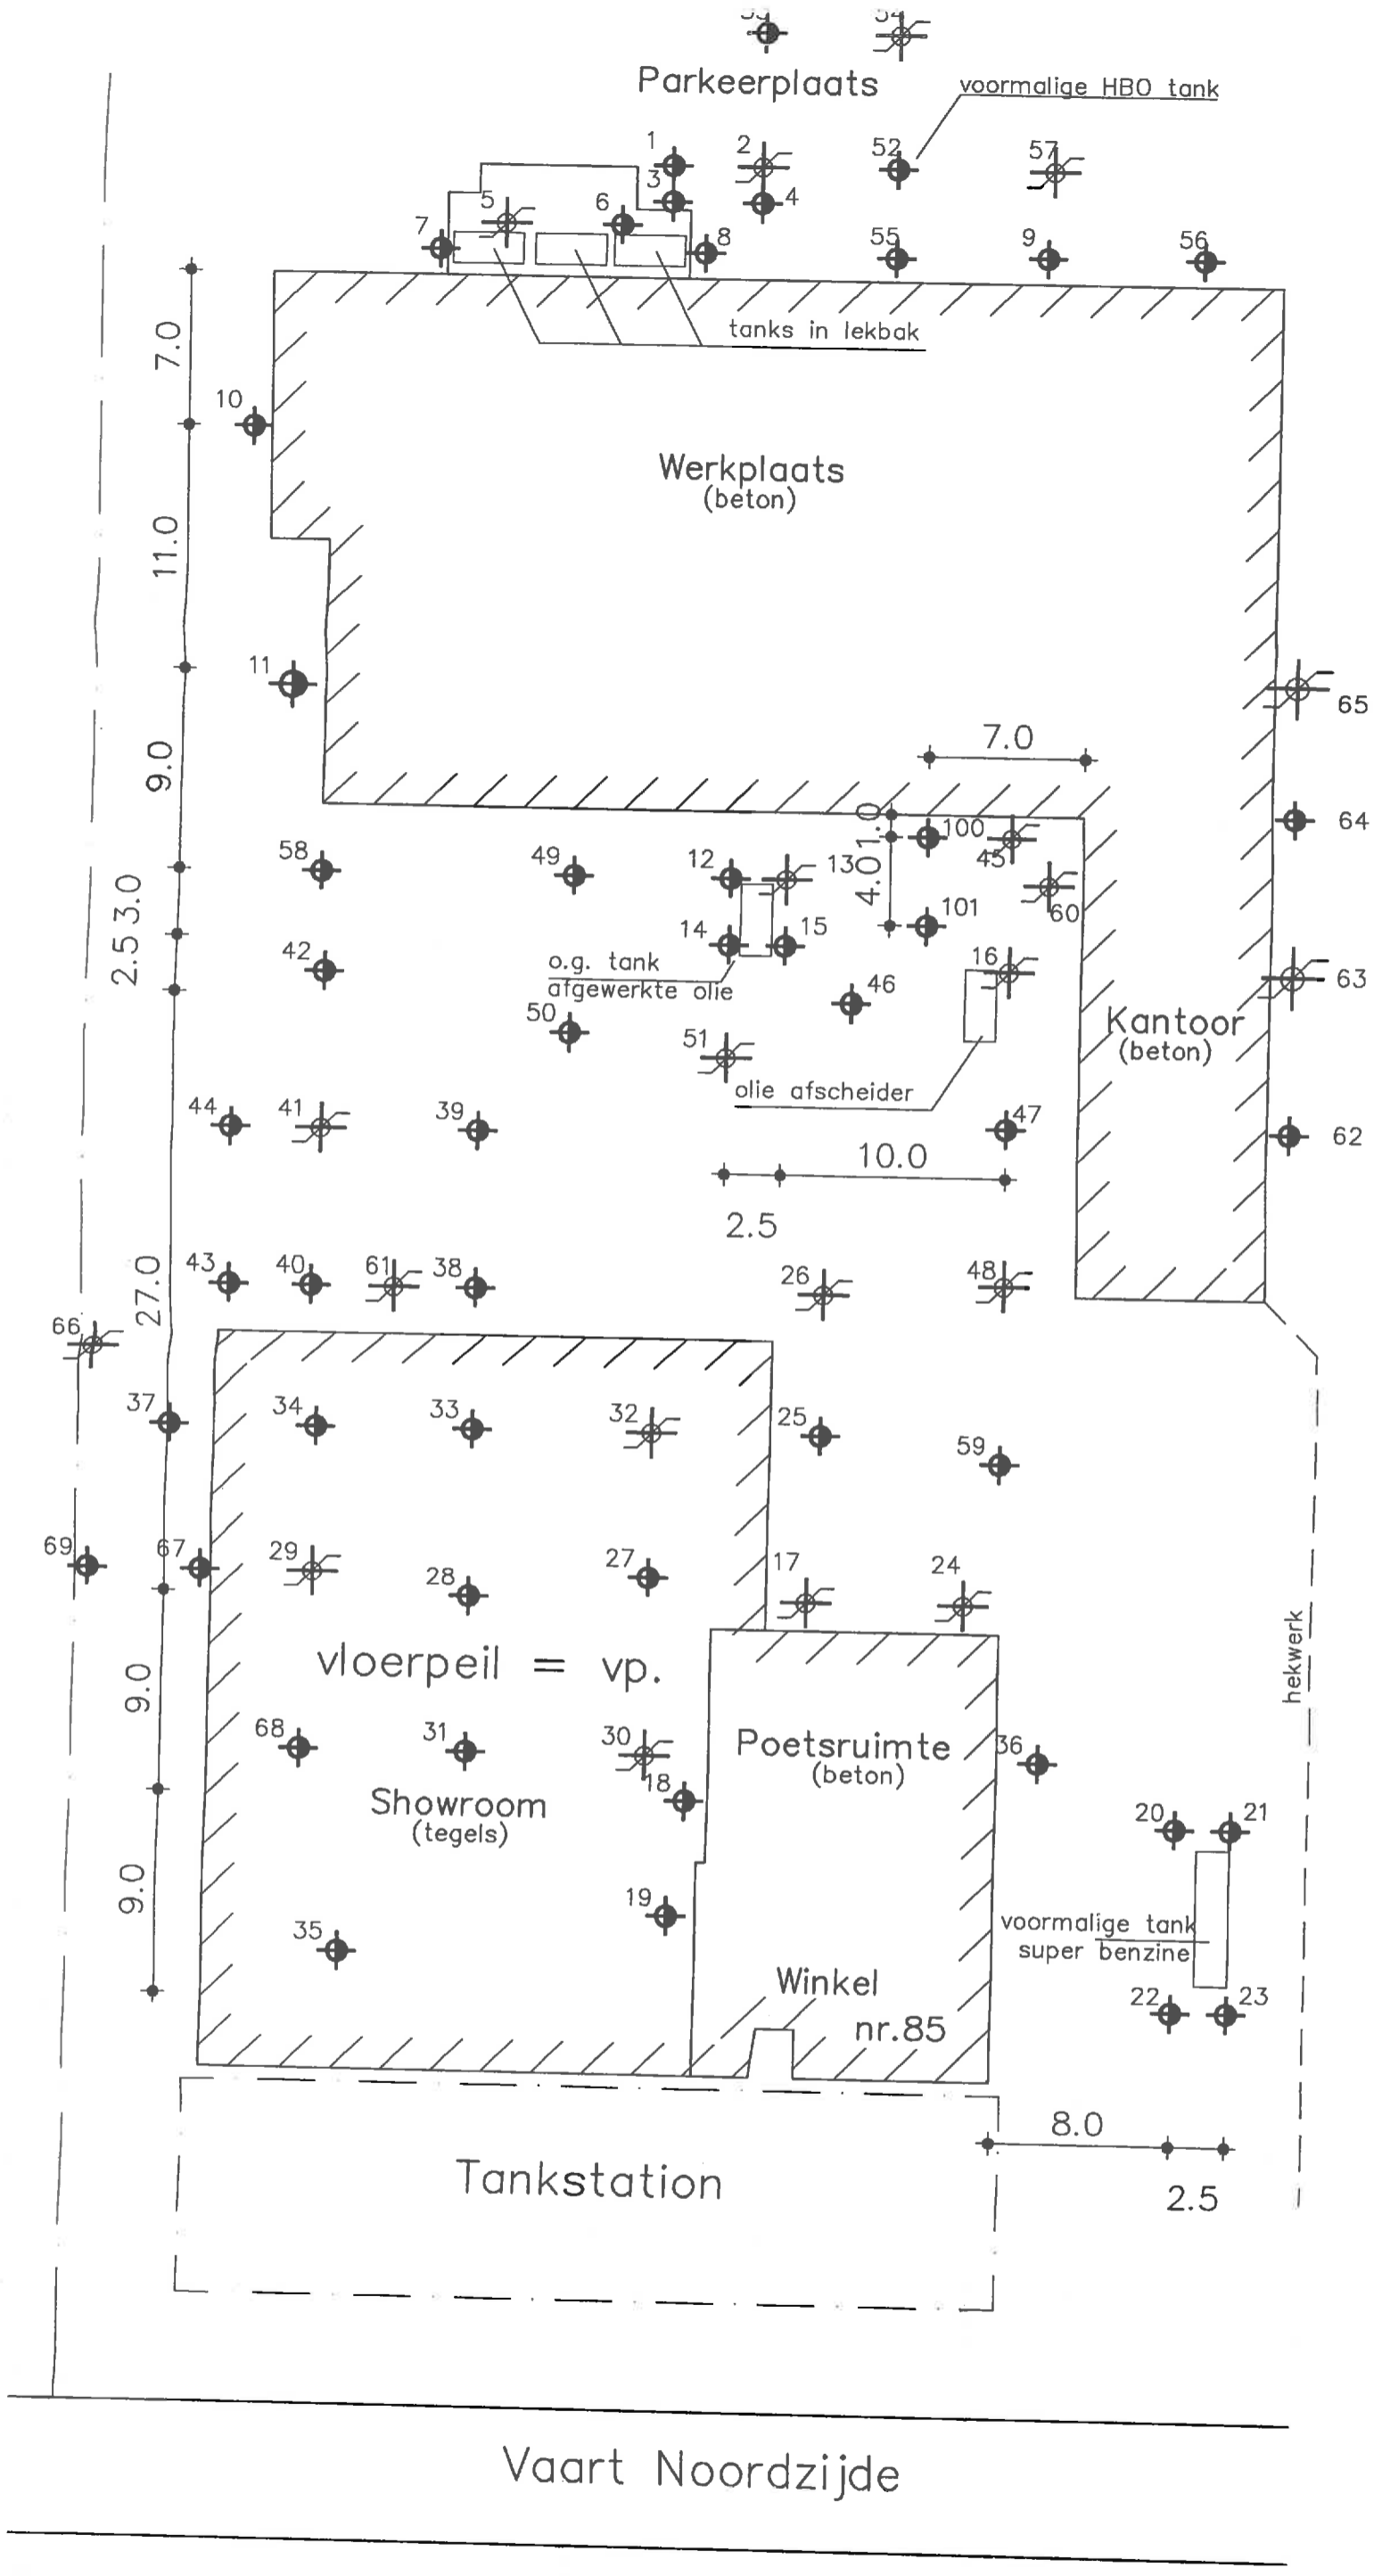 53 54
Parkeerplaats
voormalige HBO tank
1 2 52 57
3 4
5 6
7 8 55 9 56
tanks in lekbak
7.0
10
Werkplaats
(beton)
11.0
11
65
9.0
7.0
64
1.0
100
45
58 49 12 13
4.0
60
3.0
101
14 15
2.5
42
o.g. tank
afgewerkte olie
16
63
46
50
Kantoor
(beton)
51
olie afscheider
44 41 39 47
62
10.0
2.5
43 40 61 38 26 48
27.0
66
37 34 33 32 25
59
69 67 29 28 27 17 24
hekwerk
vloerpeil = vp.
9.0
68 31 30
Poetsruimte
(beton)
36
18
Showroom
(tegels)
20 21
9.0
19
35
voormalige tank
super benzine
Winkel
nr.85
22 23
8.0
2.5
Tankstation
Vaart Noordzijde